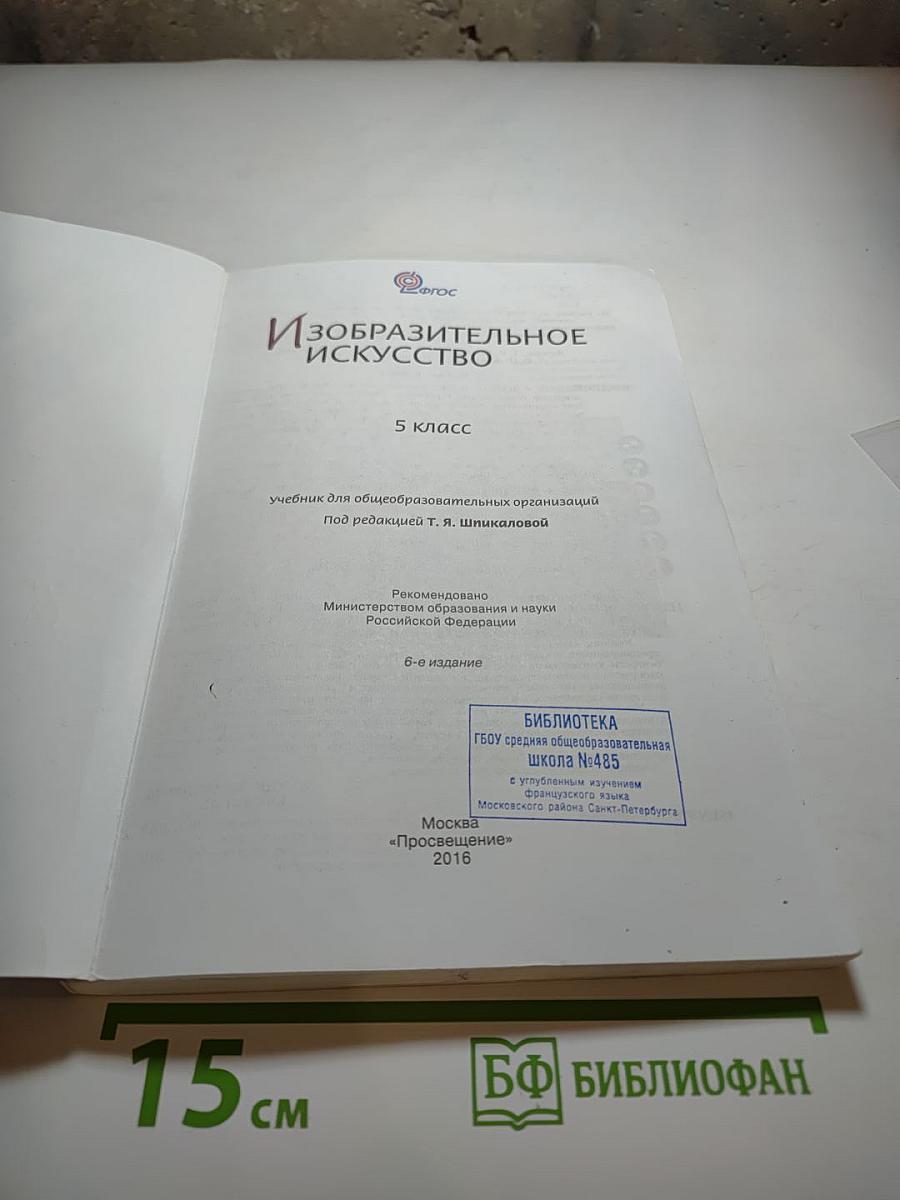 ФГОС
ИЗОБРАЗИТЕЛЬНОЕ
ИСКУССТВО
5 класс
Учебник для общеобразовательных организаций
Под редакцией Т. Я. Шпикаловой
Рекомендовано
Министерством образования и науки
Российской Федерации
6-е издание
БИБЛИОТЕКА
ГБОУ средняя общеобразовательная
школа №485
с углубленным изучением
французского языка
Московского района Санкт-Петербурга
Москва
«Просвещение»
2016
15 см
БФ БИБЛИОФАН